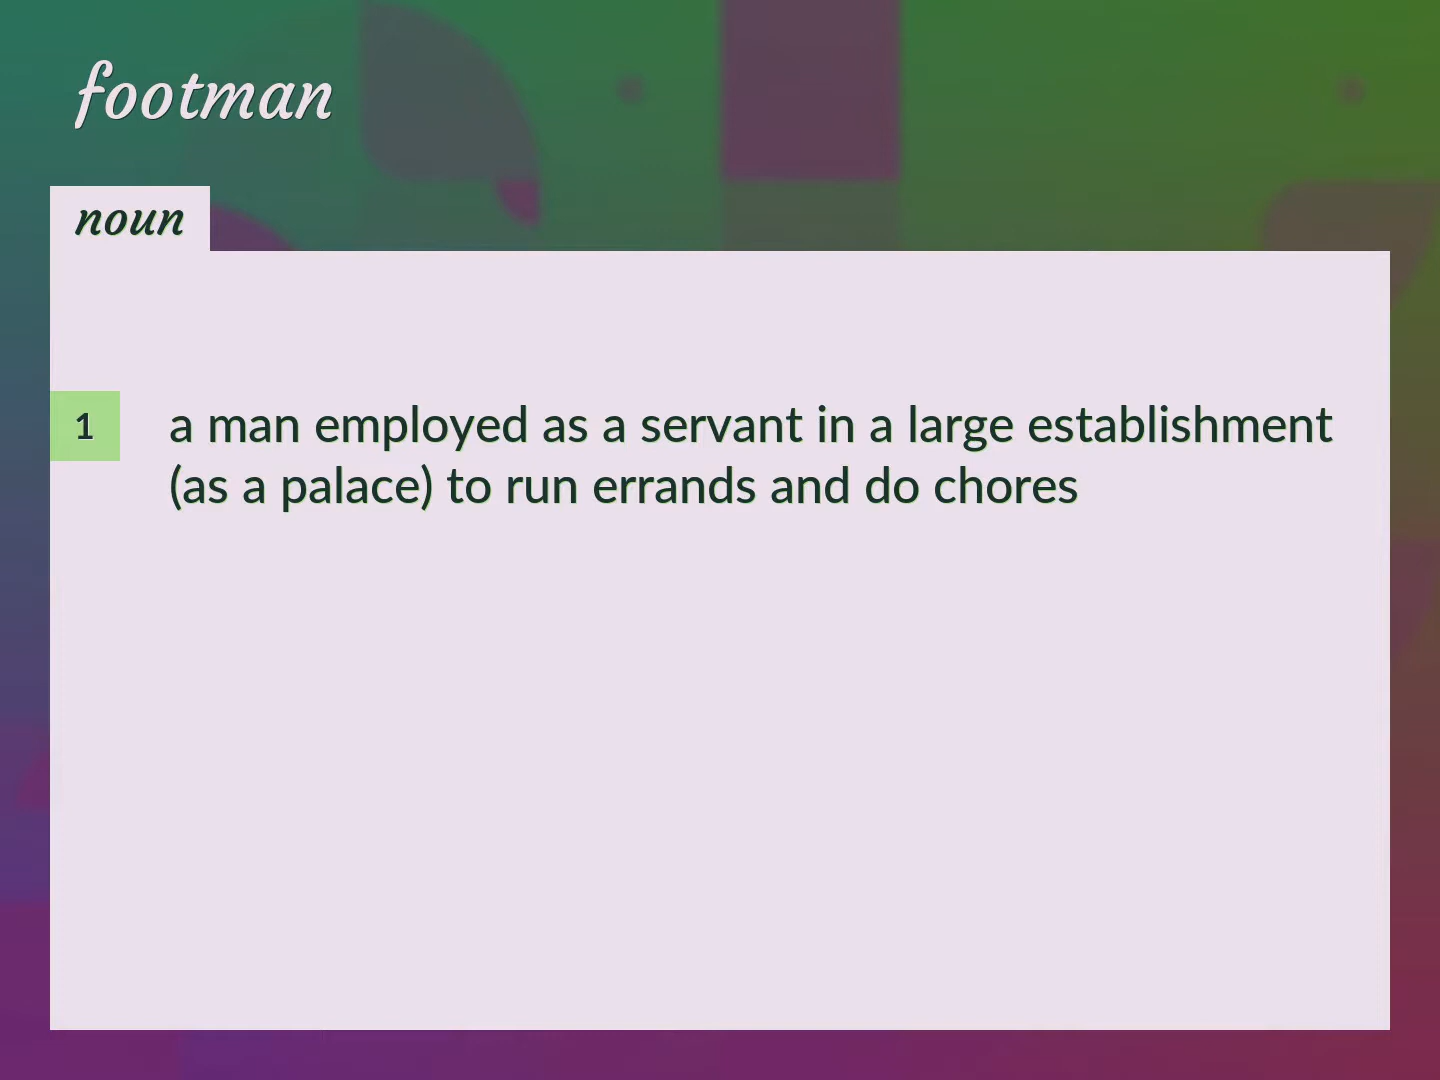 footman
noun
1
a man employed as a servant in a large establishment
(as a palace) to run errands and do chores